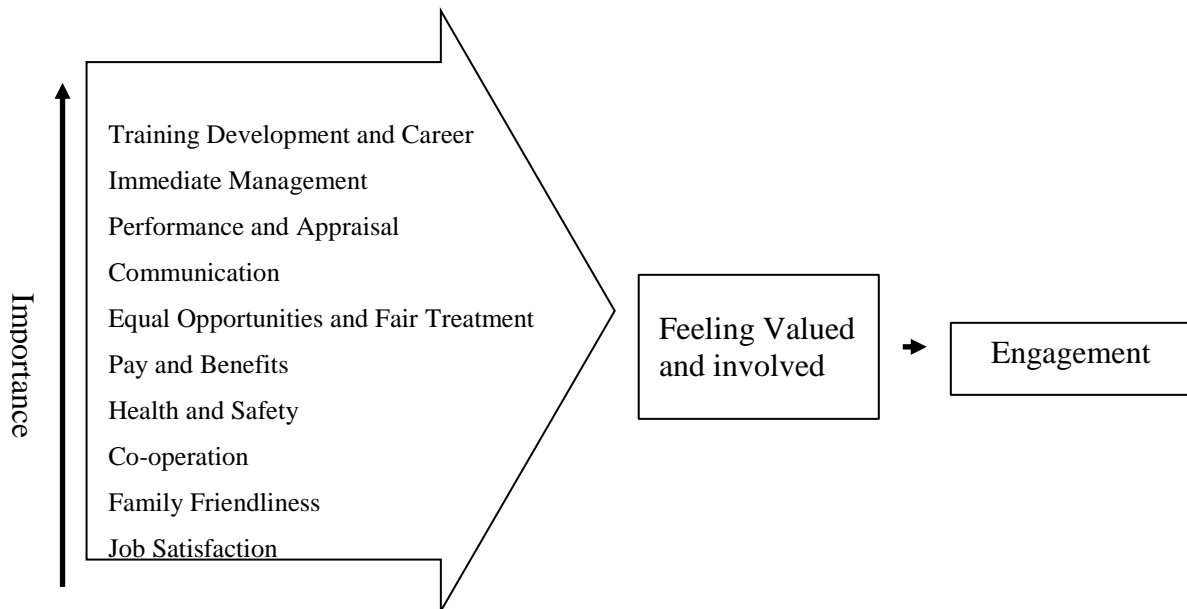 Importance
Training Development and Career
Immediate Management
Performance and Appraisal
Communication
Equal Opportunities and Fair Treatment
Pay and Benefits
Health and Safety
Co-operation
Family Friendliness
Job Satisfaction
Feeling Valued
and involved
Engagement